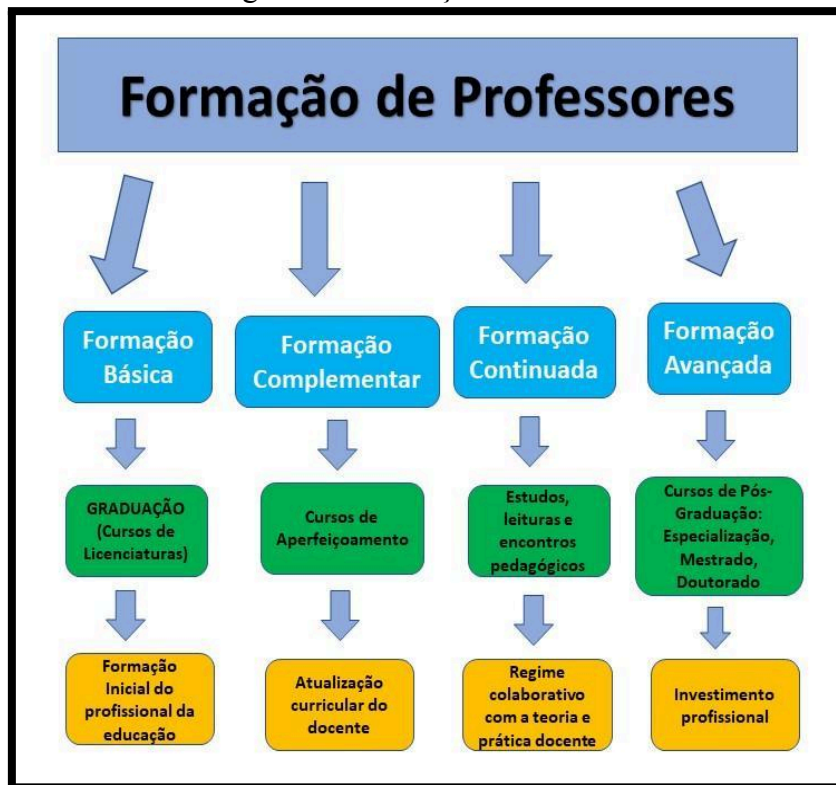 Formação de Professores
Formação
Básica
Formação
Complementar
Formação
Continuada
Formação
Avançada
GRADUAÇÃO
(Cursos de
Licenciaturas)
Cursos de
Aperfeiçoamento
Estudos,
leituras e
encontros
pedagógicos
Cursos de Pós-
Graduação:
Especialização,
Mestrado,
Doutorado
Formação
Inicial do
profissional da
educação
Atualização
curricular do
docente
Regime
colaborativo
com a teoria e
prática docente
Investimento
profissional